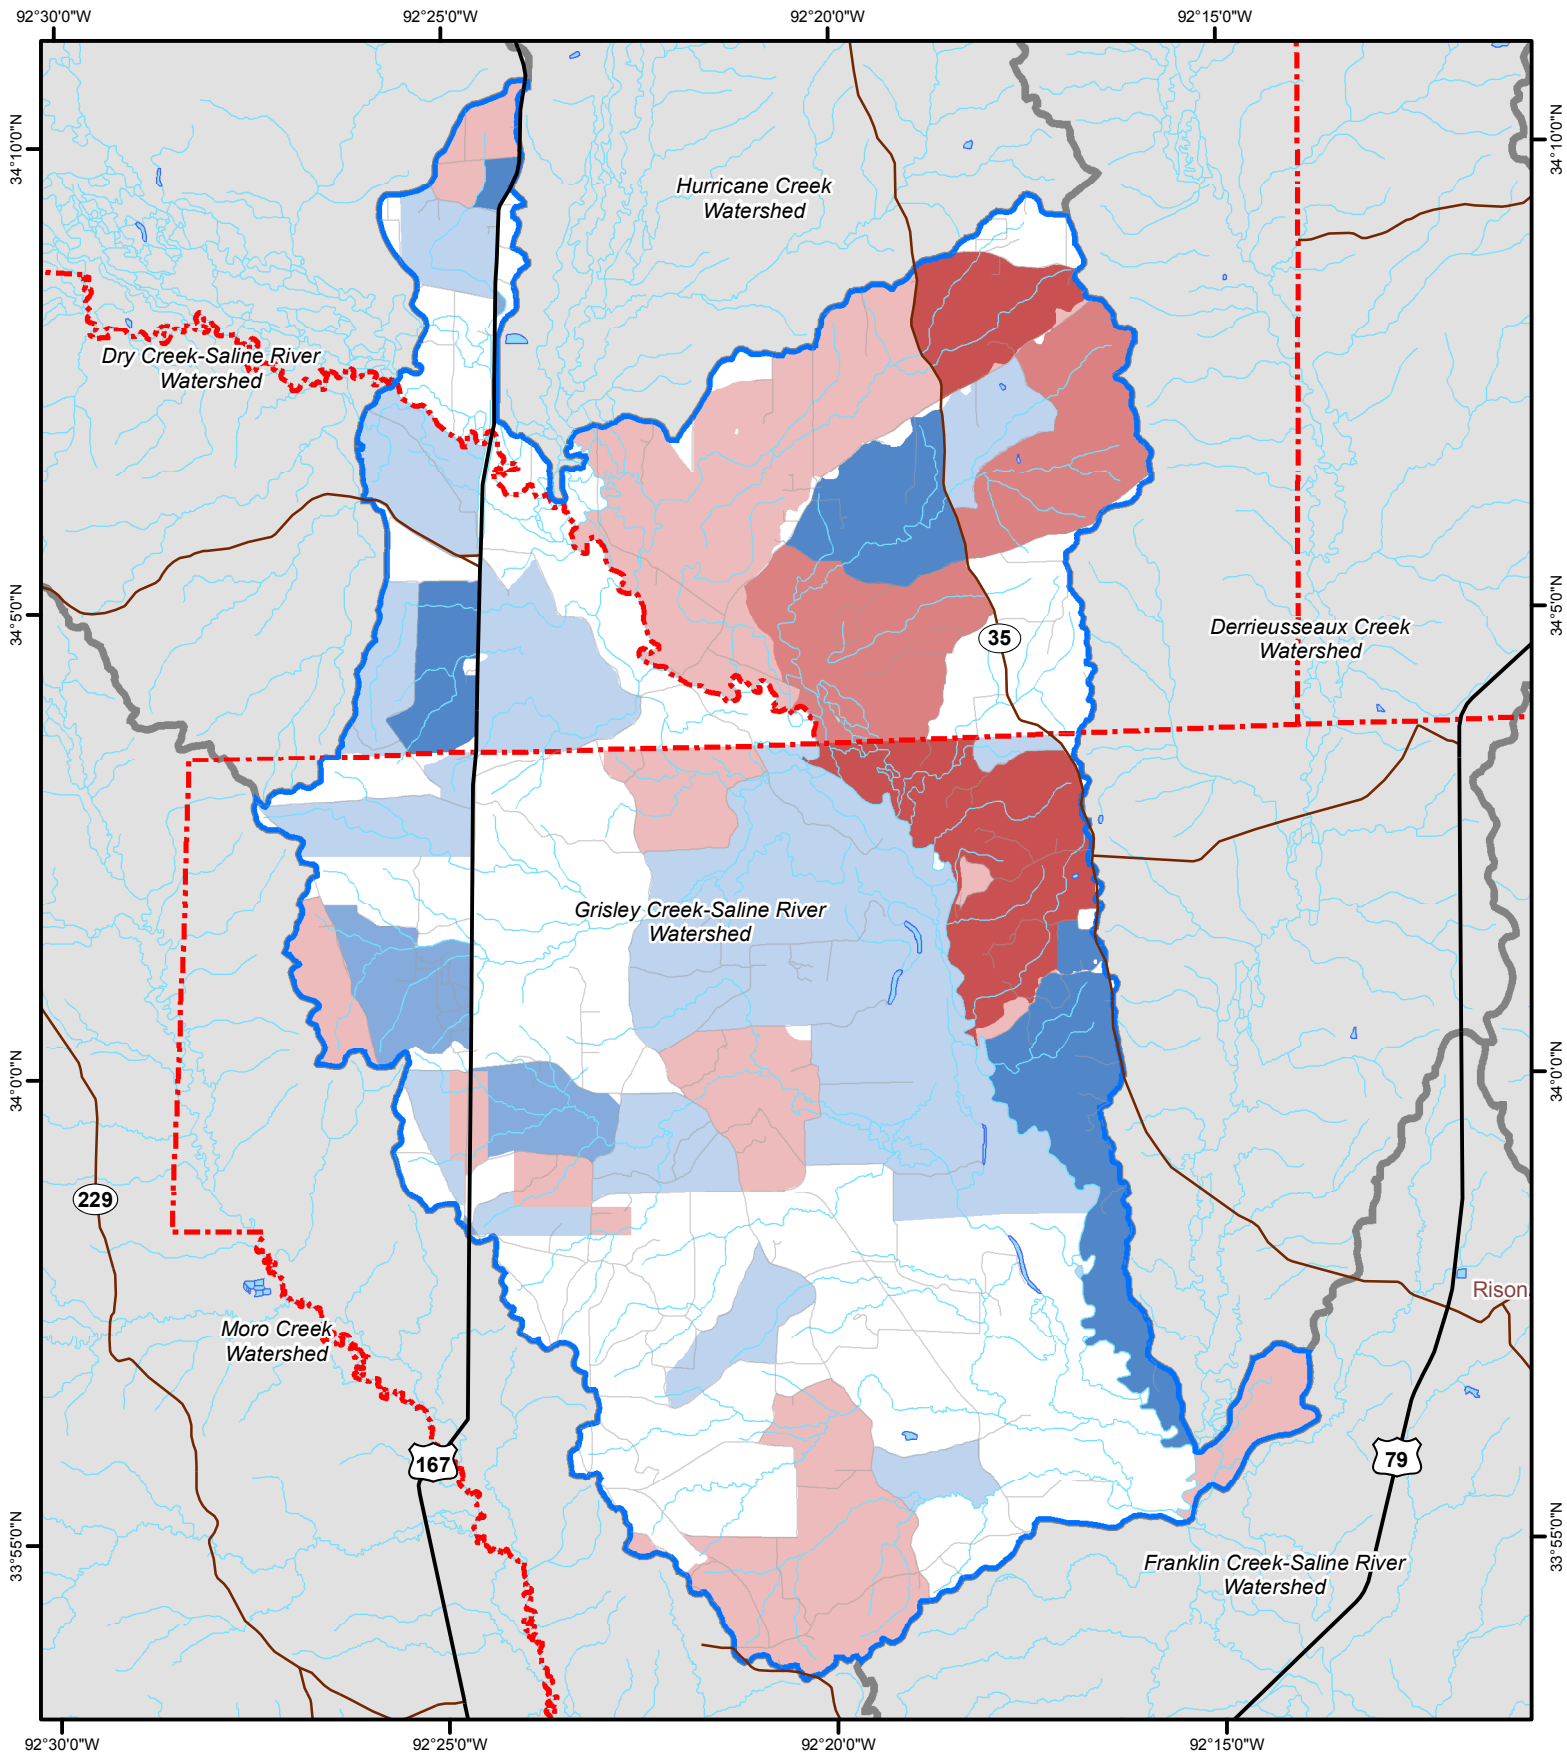 92°30'0"W
92°25'0"W
92°20'0"W
92°15'0"W
34°10'0"N
34°10'0"N
Hurricane Creek
Watershed
Dry Creek-Saline River
Watershed
34°5'0"N
34°5'0"N
35
Derrieusseaux Creek
Watershed
Grisley Creek-Saline River
Watershed
34°0'0"N
34°0'0"N
229
Rison
Moro Creek
Watershed
167
79
33°55'0"N
33°55'0"N
Franklin Creek-Saline River
Watershed
92°30'0"W
92°25'0"W
92°20'0"W
92°15'0"W